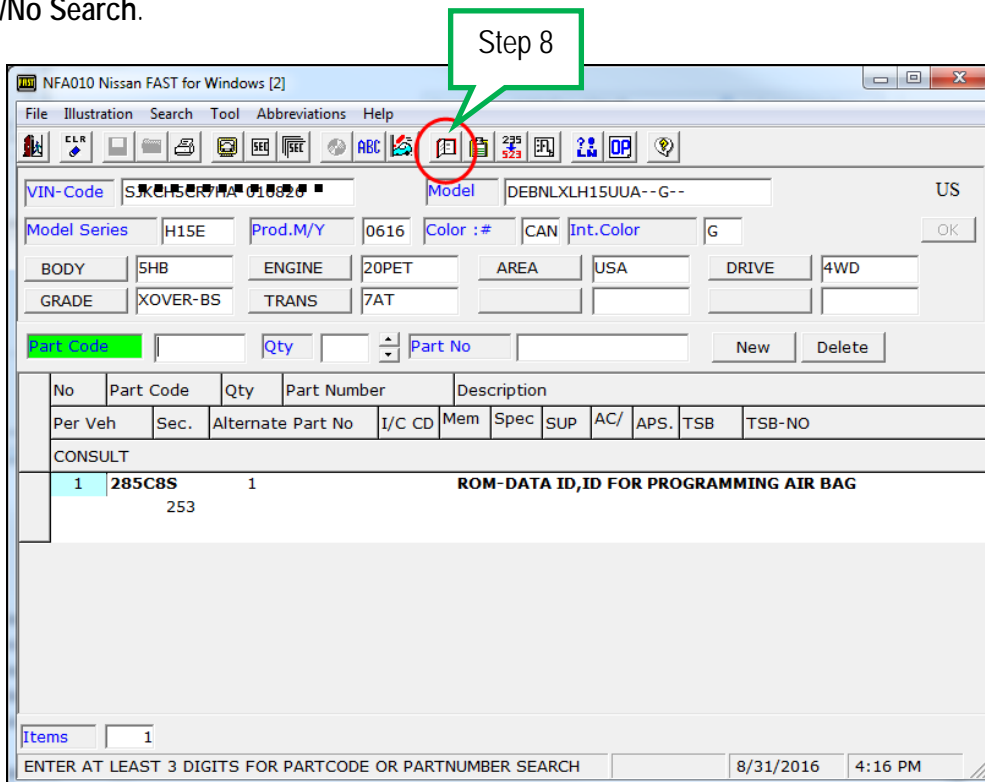 /No Search.
Step 8
NFA010 Nissan FAST for Windows [2]
File Illustration Search Tool Abbreviations Help
CLR SEC SEC ABC 235 523 OP
VIN-Code Model DEBNLXLH15UUA--G-- US
Model Series H15E Prod.M/Y 0616 Color :# CAN Int.Color G OK
BODY 5HB ENGINE 20PET AREA USA DRIVE 4WD
GRADE XOVER-BS TRANS 7AT
Part Code Qty Part No New Delete
No Part Code Qty Part Number Description
Per Veh Sec. Alternate Part No I/C CD Mem Spec SUP AC/ APS. TSB TSB-NO
CONSULT
1 285C8S 1 ROM-DATA ID,ID FOR PROGRAMMING AIR BAG
253
Items 1
ENTER AT LEAST 3 DIGITS FOR PARTCODE OR PARTNUMBER SEARCH 8/31/2016 4:16 PM